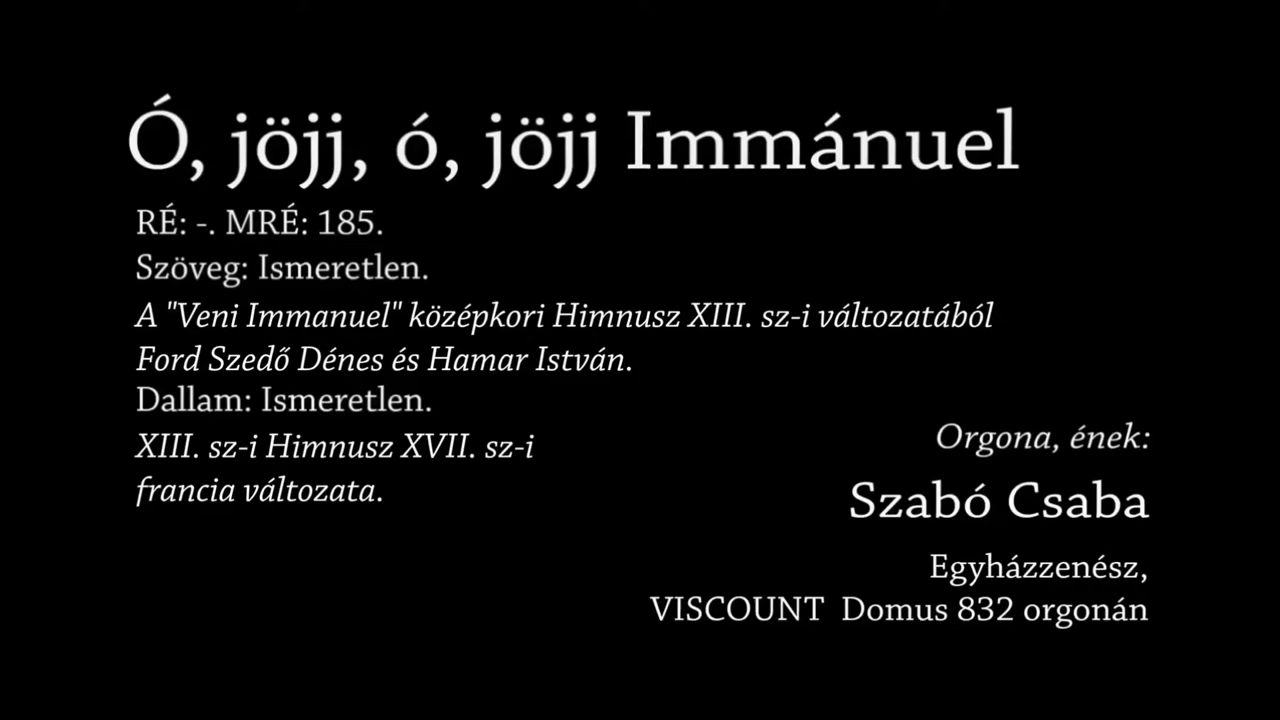 Ó, jöjj, ó, jöjj Immánuel
RÉ: -. MRÉ: 185.
Szöveg: Ismeretlen.
A "Veni Immanuel" középkori Himnusz XIII. sz-i változatából
Ford Szedő Dénes és Hamar István.
Dallam: Ismeretlen.
XIII. sz-i Himnusz XVII. sz-i
francia változata.
Orgona, ének:
Szabó Csaba
Egyházzenész,
VISCOUNT Domus 832 orgonán